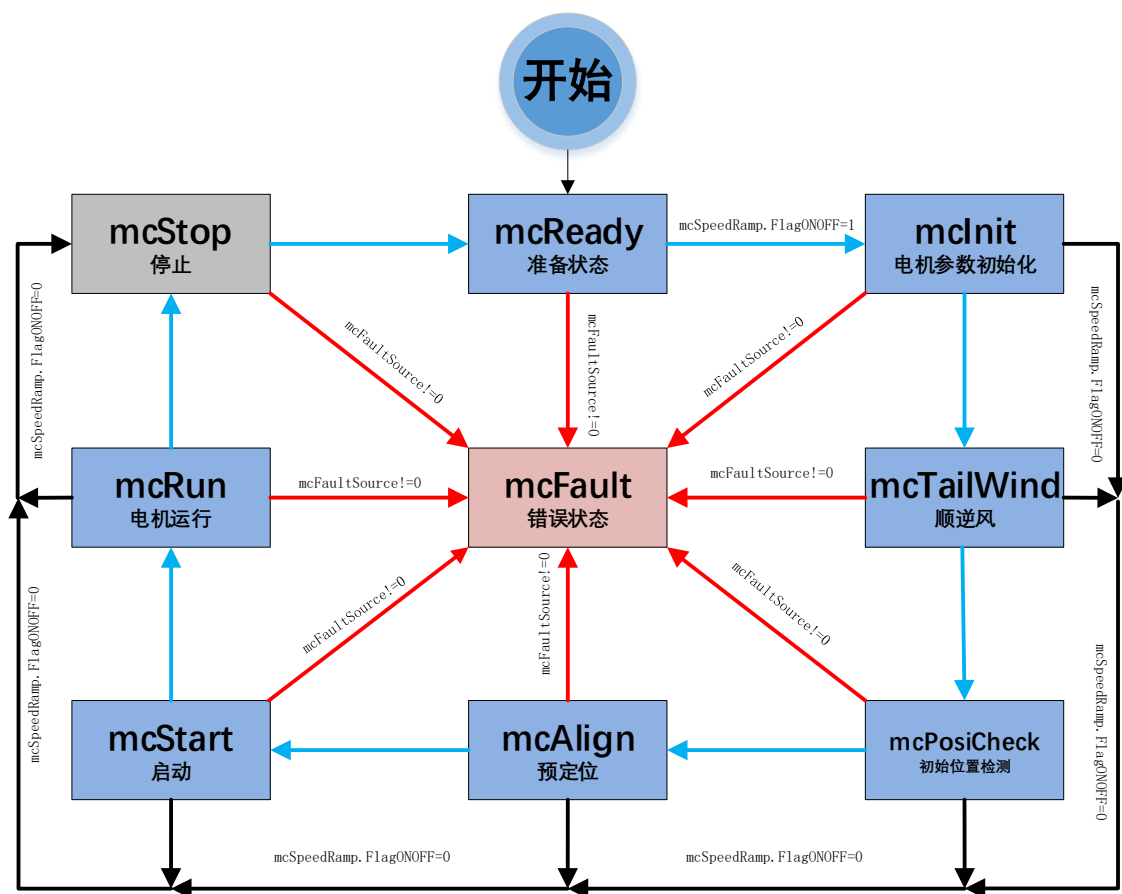 开始
mcStop
停止
mcReady
准备状态
mcSpeedRamp.FlagONOFF=1
mcInit
电机参数初始化
mcSpeedRamp.FlagONOFF=0
mcFaultSource!=0
mcFaultSource!=0
mcFaultSource!=0
mcSpeedRamp.FlagONOFF=0
mcRun
电机运行
mcFaultSource!=0
mcFault
错误状态
mcFaultSource!=0
mcTailWind
顺逆风
mcSpeedRamp.FlagONOFF=0
mcFaultSource!=0
mcFaultSource!=0
mcFaultSource!=0
mcSpeedRamp.FlagONOFF=0
mcStart
启动
mcAlign
预定位
mcPosiCheck
初始位置检测
mcSpeedRamp.FlagONOFF=0
mcSpeedRamp.FlagONOFF=0